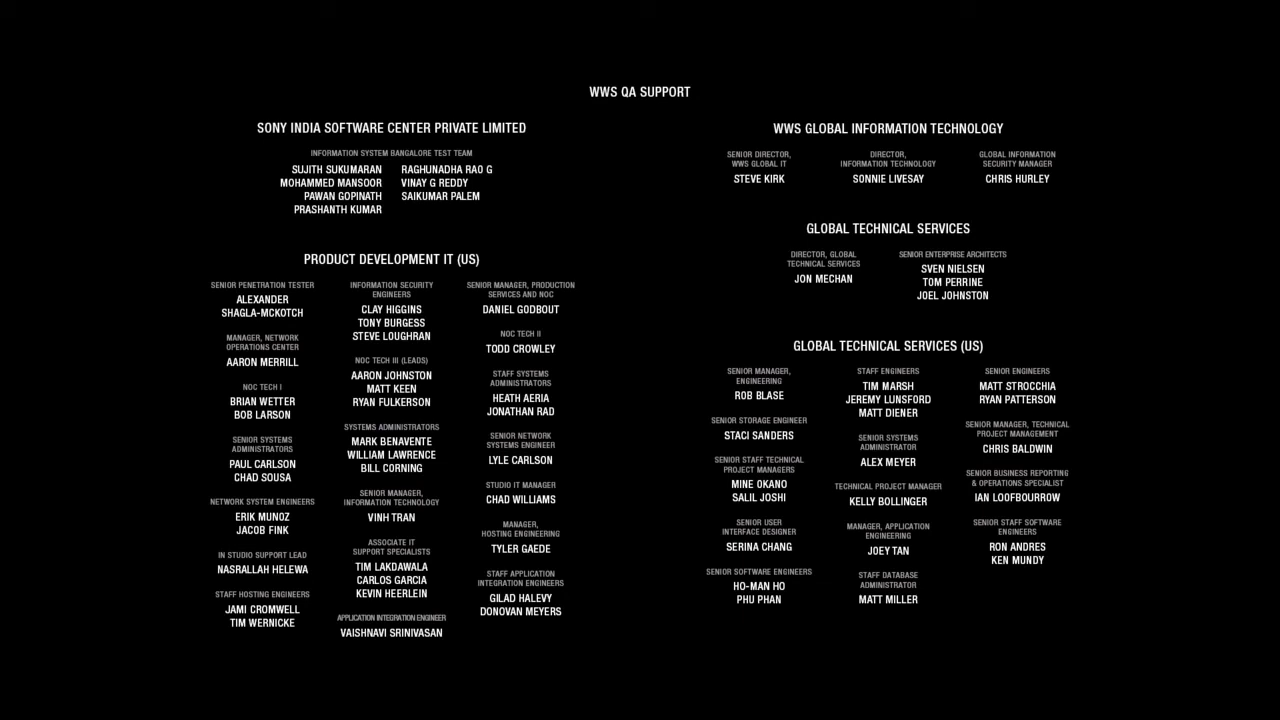 WWS QA SUPPORT
SONY INDIA SOFTWARE CENTER PRIVATE LIMITED
INFORMATION SYSTEM BANGALORE TEST TEAM
SUJITH SUKUMARAN RAGHUNADHA RAO G
MOHAMMED MANSOOR VINAY G REDDY
PAWAN GOPINATH SAIKUMAR PALEM
PRASHANTH KUMAR
PRODUCT DEVELOPMENT IT (US)
SENIOR PENETRATION TESTER
ALEXANDER
SHAGLA-MCKOTCH
MANAGER, NETWORK
OPERATIONS CENTER
AARON MERRILL
NOC TECH I
BRIAN WETTER
BOB LARSON
SENIOR SYSTEMS
ADMINISTRATORS
PAUL CARLSON
CHAD SOUSA
NETWORK SYSTEM ENGINEERS
ERIK MUNOZ
JACOB FINK
IN STUDIO SUPPORT LEAD
NASRALLAH HELEWA
STAFF HOSTING ENGINEERS
JAMI CROMWELL
TIM WERNICKE
INFORMATION SECURITY
ENGINEERS
CLAY HIGGINS
TONY BURGESS
STEVE LOUGHRAN
NOC TECH III (LEADS)
AARON JOHNSTON
MATT KEEN
RYAN FULKERSON
SYSTEMS ADMINISTRATORS
MARK BENAVENTE
WILLIAM LAWRENCE
BILL CORNING
SENIOR MANAGER,
INFORMATION TECHNOLOGY
VINH TRAN
ASSOCIATE IT
SUPPORT SPECIALISTS
TIM LAKDAWALA
CARLOS GARCIA
KEVIN HEERLEIN
APPLICATION INTEGRATION ENGINEER
VAISHNAVI SRINIVASAN
SENIOR MANAGER, PRODUCTION
SERVICES AND NOC
DANIEL GODBOUT
NOC TECH II
TODD CROWLEY
STAFF SYSTEMS
ADMINISTRATORS
HEATH AERIA
JONATHAN RAD
SENIOR NETWORK
SYSTEMS ENGINEER
LYLE CARLSON
STUDIO IT MANAGER
CHAD WILLIAMS
MANAGER,
HOSTING ENGINEERING
TYLER GAEDE
STAFF APPLICATION
INTEGRATION ENGINEERS
GILAD HALEVY
DONOVAN MEYERS
WWS GLOBAL INFORMATION TECHNOLOGY
SENIOR DIRECTOR,
WWS GLOBAL IT
STEVE KIRK
DIRECTOR,
INFORMATION TECHNOLOGY
SONNIE LIVESAY
GLOBAL INFORMATION
SECURITY MANAGER
CHRIS HURLEY
GLOBAL TECHNICAL SERVICES
DIRECTOR, GLOBAL
TECHNICAL SERVICES
JON MECHAN
SENIOR ENTERPRISE ARCHITECTS
SVEN NIELSEN
TOM PERRINE
JOEL JOHNSTON
GLOBAL TECHNICAL SERVICES (US)
SENIOR MANAGER,
ENGINEERING
ROB BLASE
SENIOR STORAGE ENGINEER
STACI SANDERS
SENIOR STAFF TECHNICAL
PROJECT MANAGERS
MINE OKANO
SALIL JOSHI
SENIOR USER
INTERFACE DESIGNER
SERINA CHANG
SENIOR SOFTWARE ENGINEERS
HO-MAN HO
PHU PHAN
STAFF ENGINEERS
TIM MARSH
JEREMY LUNSFORD
MATT DIENER
SENIOR SYSTEMS
ADMINISTRATOR
ALEX MEYER
TECHNICAL PROJECT MANAGER
KELLY BOLLINGER
MANAGER, APPLICATION
ENGINEERING
JOEY TAN
STAFF DATABASE
ADMINISTRATOR
MATT MILLER
SENIOR ENGINEERS
MATT STROCCHIA
RYAN PATTERSON
SENIOR MANAGER, TECHNICAL
PROJECT MANAGEMENT
CHRIS BALDWIN
SENIOR BUSINESS REPORTING
& OPERATIONS SPECIALIST
IAN LOOFBOURROW
SENIOR STAFF SOFTWARE
ENGINEERS
RON ANDRES
KEN MUNDY